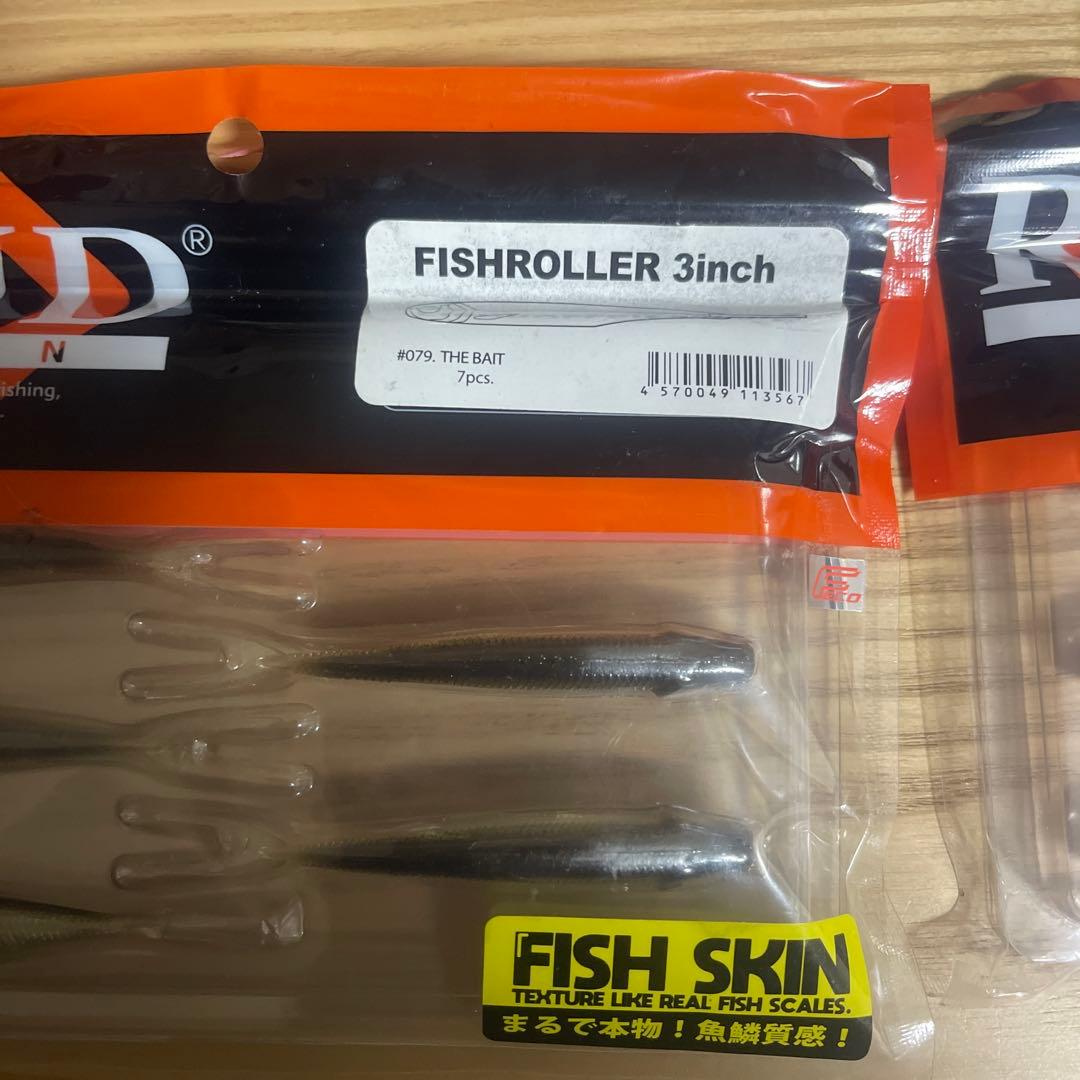 D®
N
ishing,
FISHROLLER 3inch
#079. THE BAIT
7pcs.
4 570049 113567
R
Feco
FISH SKIN
TEXTURE LIKE REAL FISH SCALES.
まるで本物！魚鱗質感！